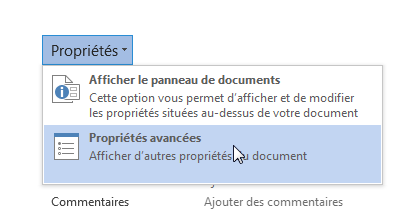 Propriétés
Afficher le panneau de documents
Cette option vous permet d'afficher et de modifier
les propriétés situées au-dessus de votre document
Propriétés avancées
Afficher d'autres propriétés du document
Commentaires
Ajouter des commentaires